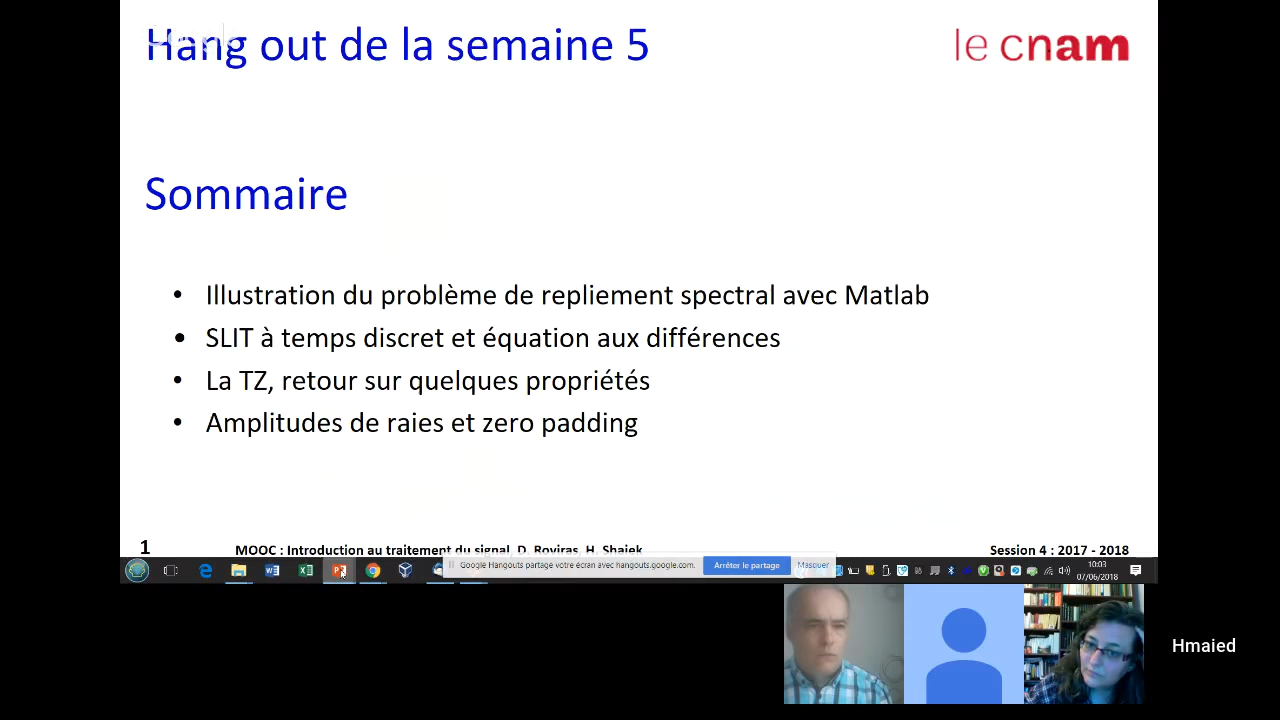 Hang out de la semaine 5
le cnam
Sommaire
• Illustration du problème de repliement spectral avec Matlab
• SLIT à temps discret et équation aux différences
• La TZ, retour sur quelques propriétés
• Amplitudes de raies et zero padding
1
MOOC : Introduction au traitement du signal, D. Roviras, H. Shaiek
Session 4 : 2017 - 2018
Google Hangouts partage votre écran avec hangouts.google.com.
Arrêter le partage
Masquer
10:03
07/06/2018
Hmaied